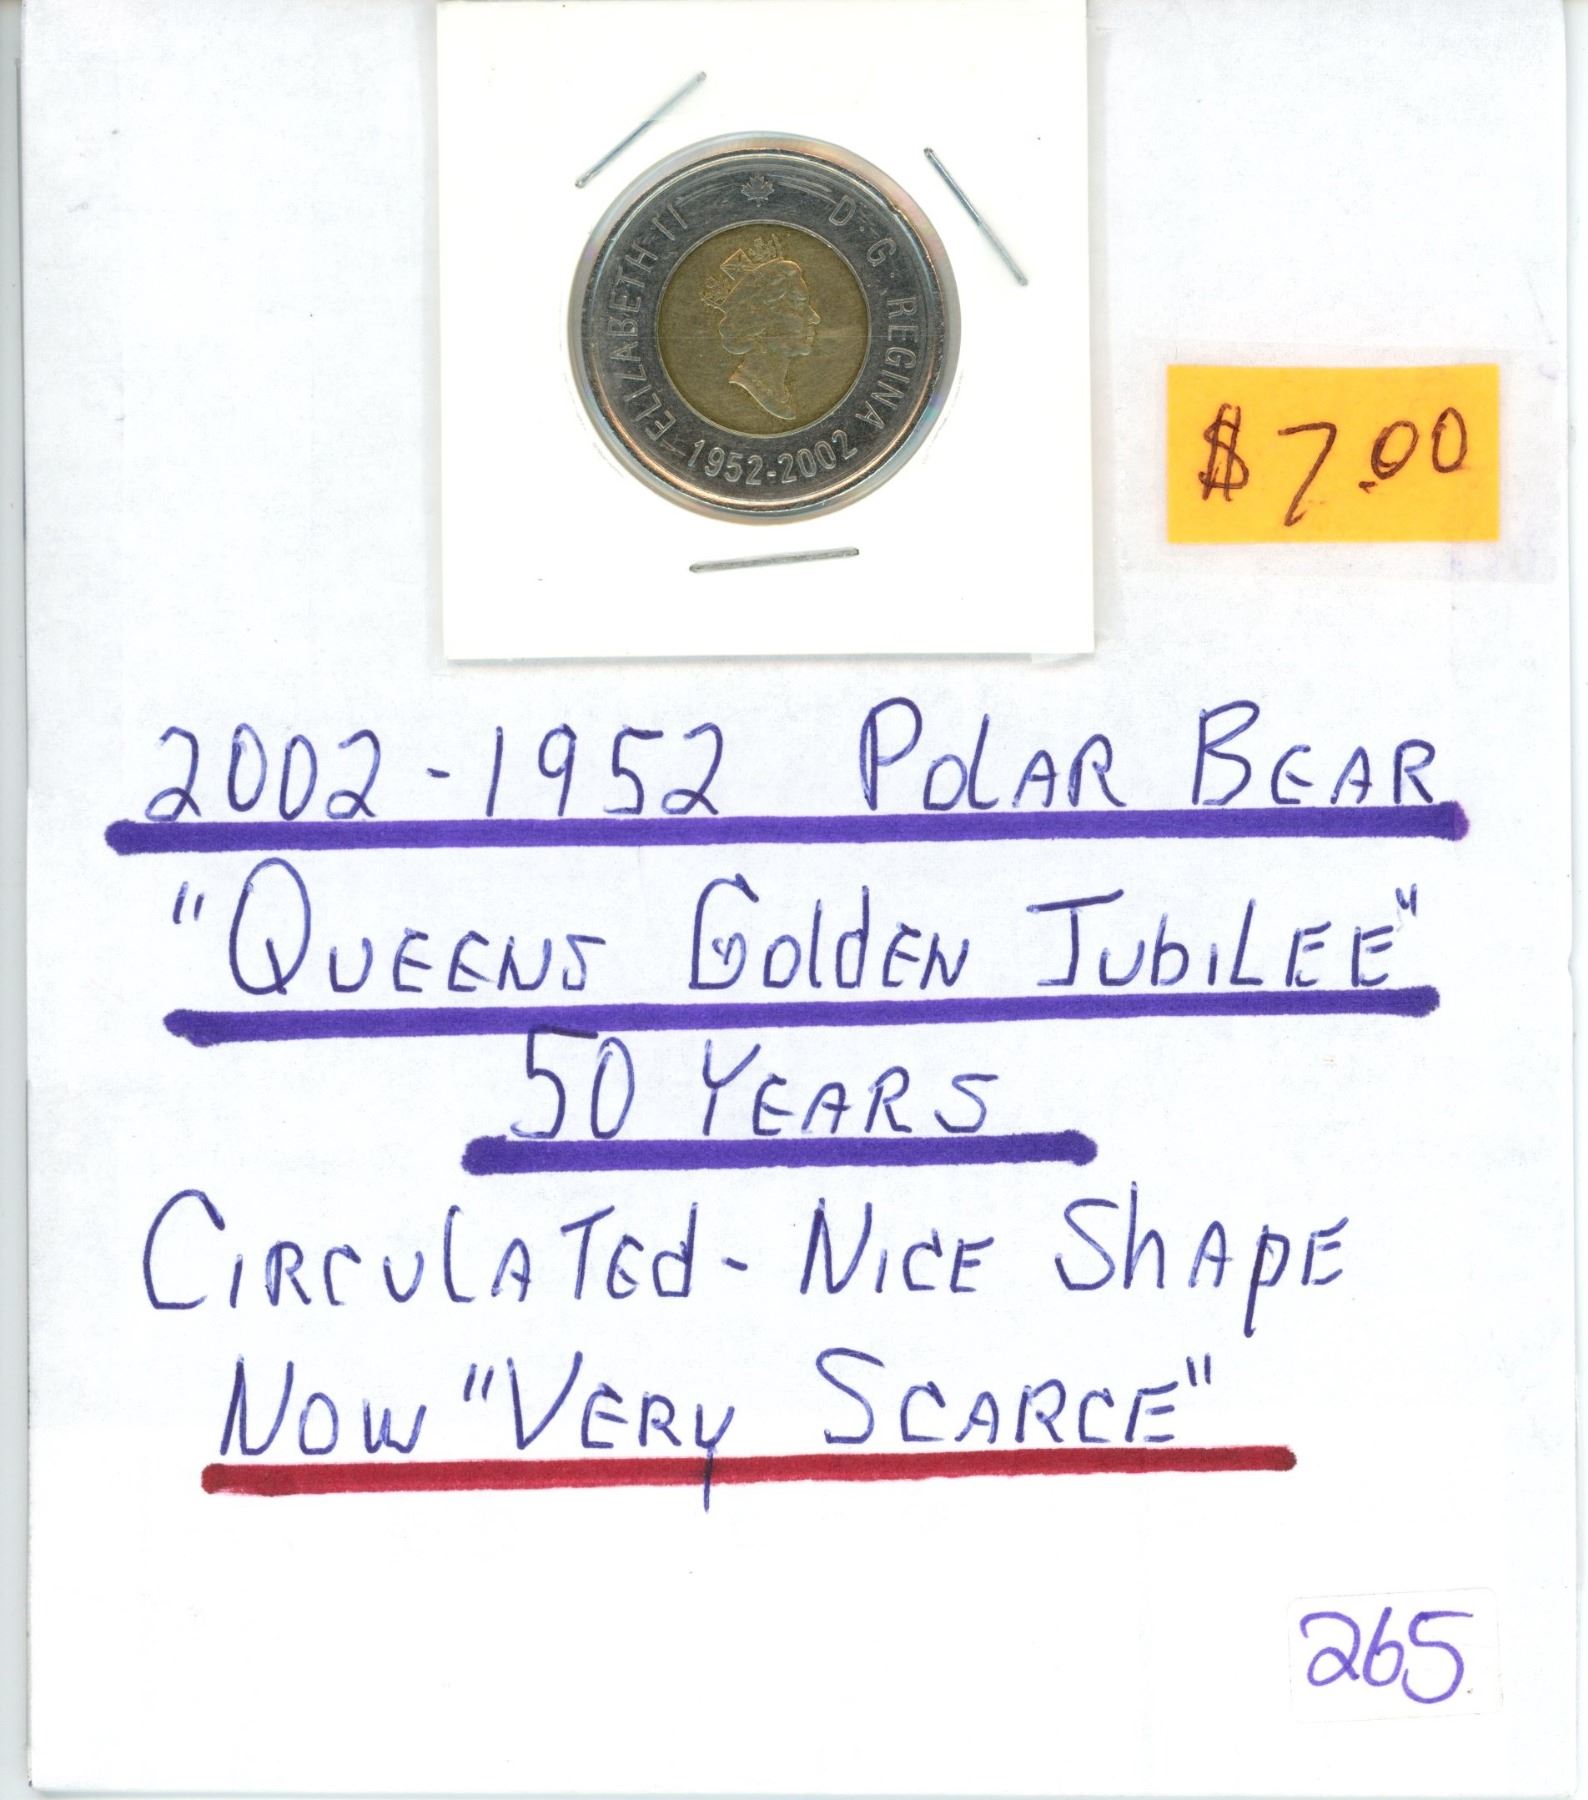 ELIZABETH II D·G·REGINA
1952-2002
$7.00
2002-1952 POLAR BEAR
"QUEENS GOLDEN JUBILEE"
50 YEARS
CIRCULATED - NICE SHAPE
NOW "VERY SCARCE"
265